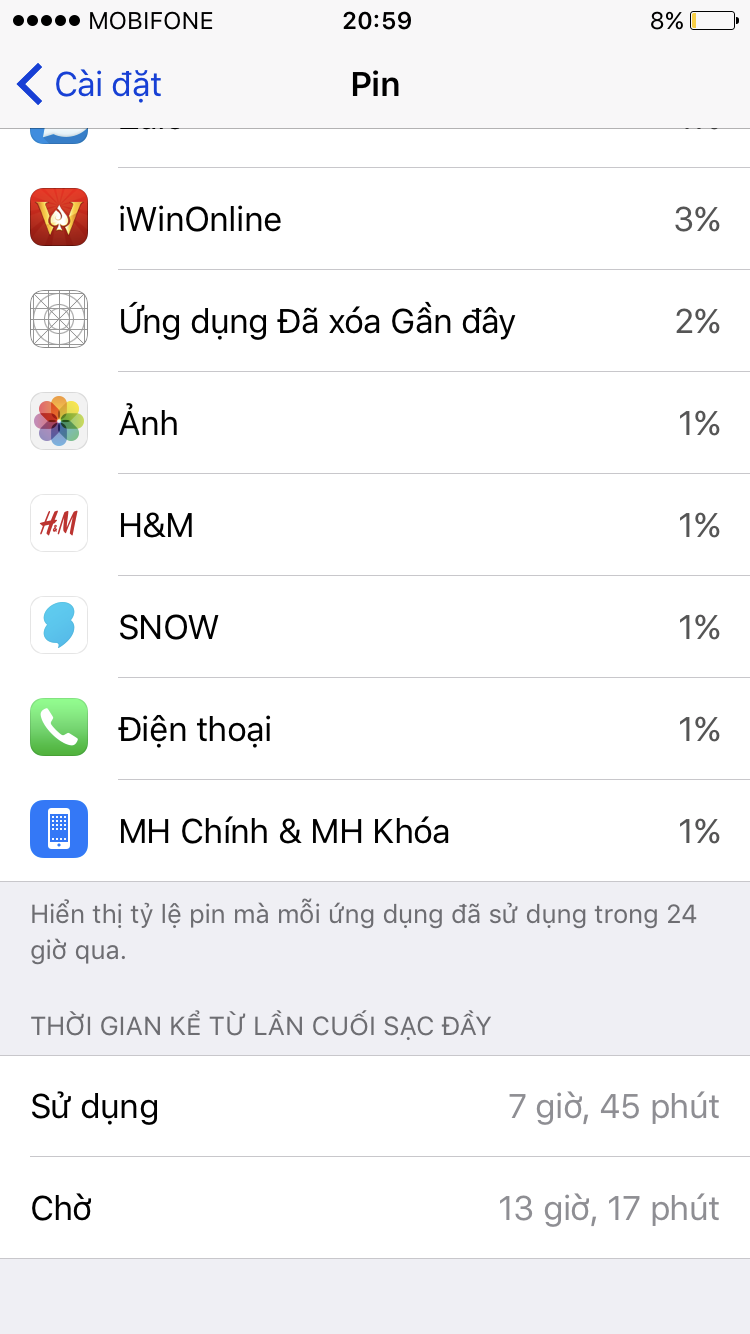 MOBIFONE 20:59 8%
Cài đặt Pin
iWinOnline 3%
Ứng dụng Đã xóa Gần đây 2%
Ảnh 1%
H&M H&M 1%
SNOW 1%
Điện thoại 1%
MH Chính & MH Khóa 1%
Hiển thị tỷ lệ pin mà mỗi ứng dụng đã sử dụng trong 24
giờ qua.
THỜI GIAN KỂ TỪ LẦN CUỐI SẠC ĐẦY
Sử dụng 7 giờ, 45 phút
Chờ 13 giờ, 17 phút